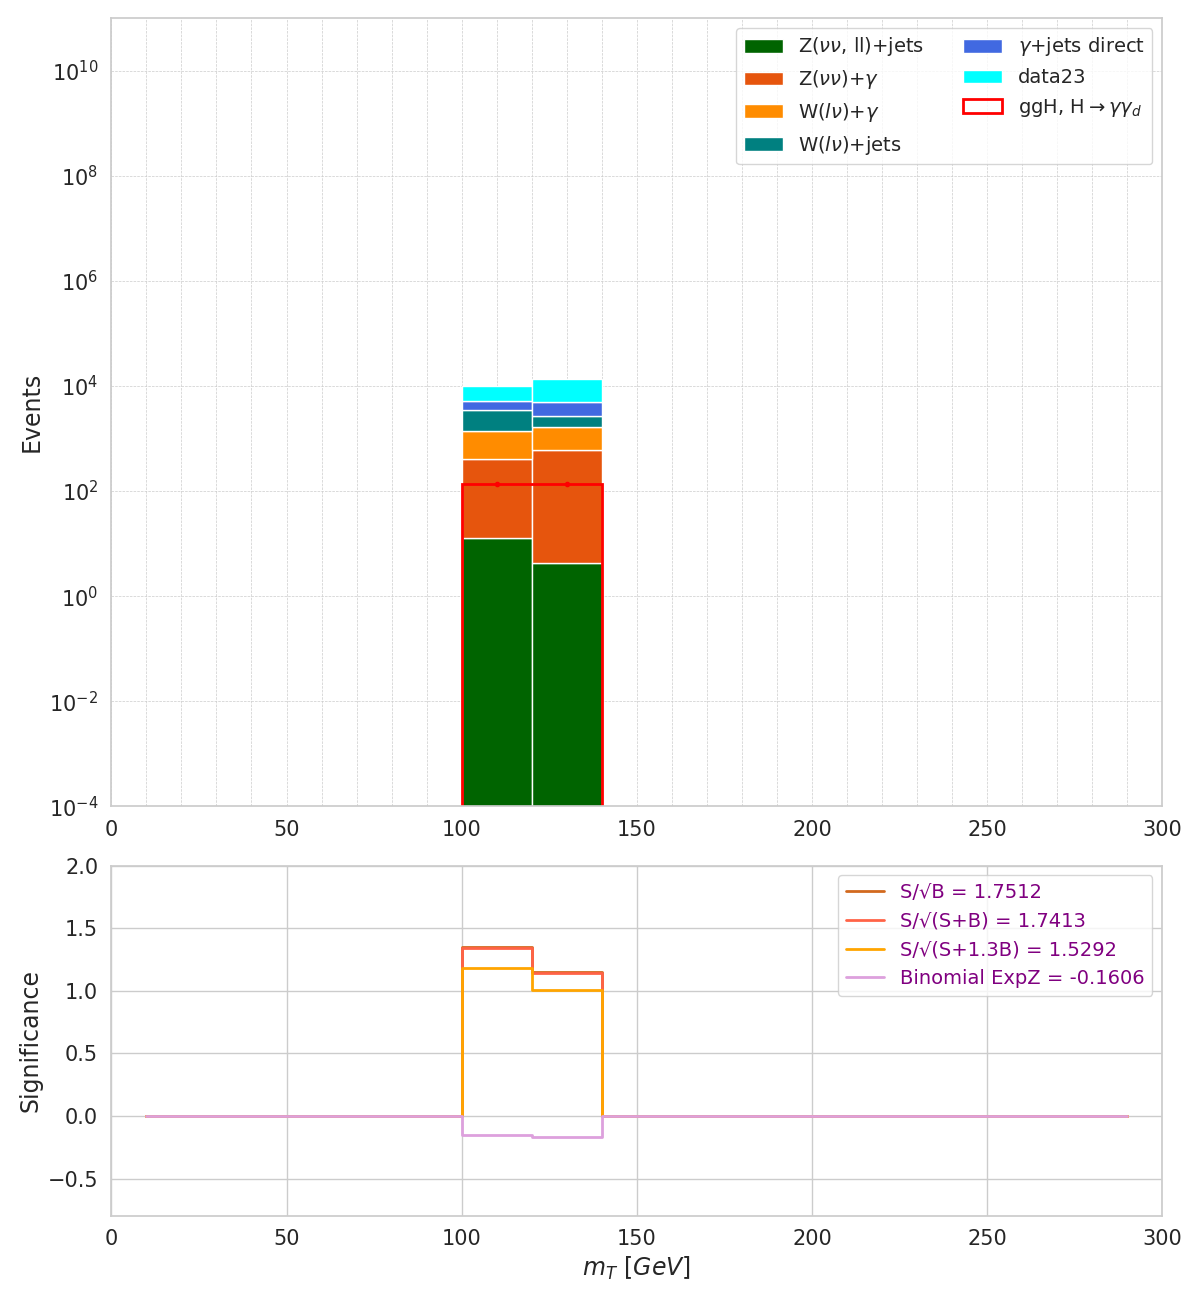 Z(νν, ll)+jets
Z(νν)+γ
W(lν)+γ
W(lν)+jets
γ+jets direct
data23
ggH, H→γγ_d
Events
10^10
10^8
10^6
10^4
10^2
10^0
10^−2
10^−4
0 50 100 150 200 250 300
S/√B = 1.7512
S/√(S+B) = 1.7413
S/√(S+1.3B) = 1.5292
Binomial ExpZ = -0.1606
Significance
2.0
1.5
1.0
0.5
0.0
−0.5
0 50 100 150 200 250 300
m_T [GeV]